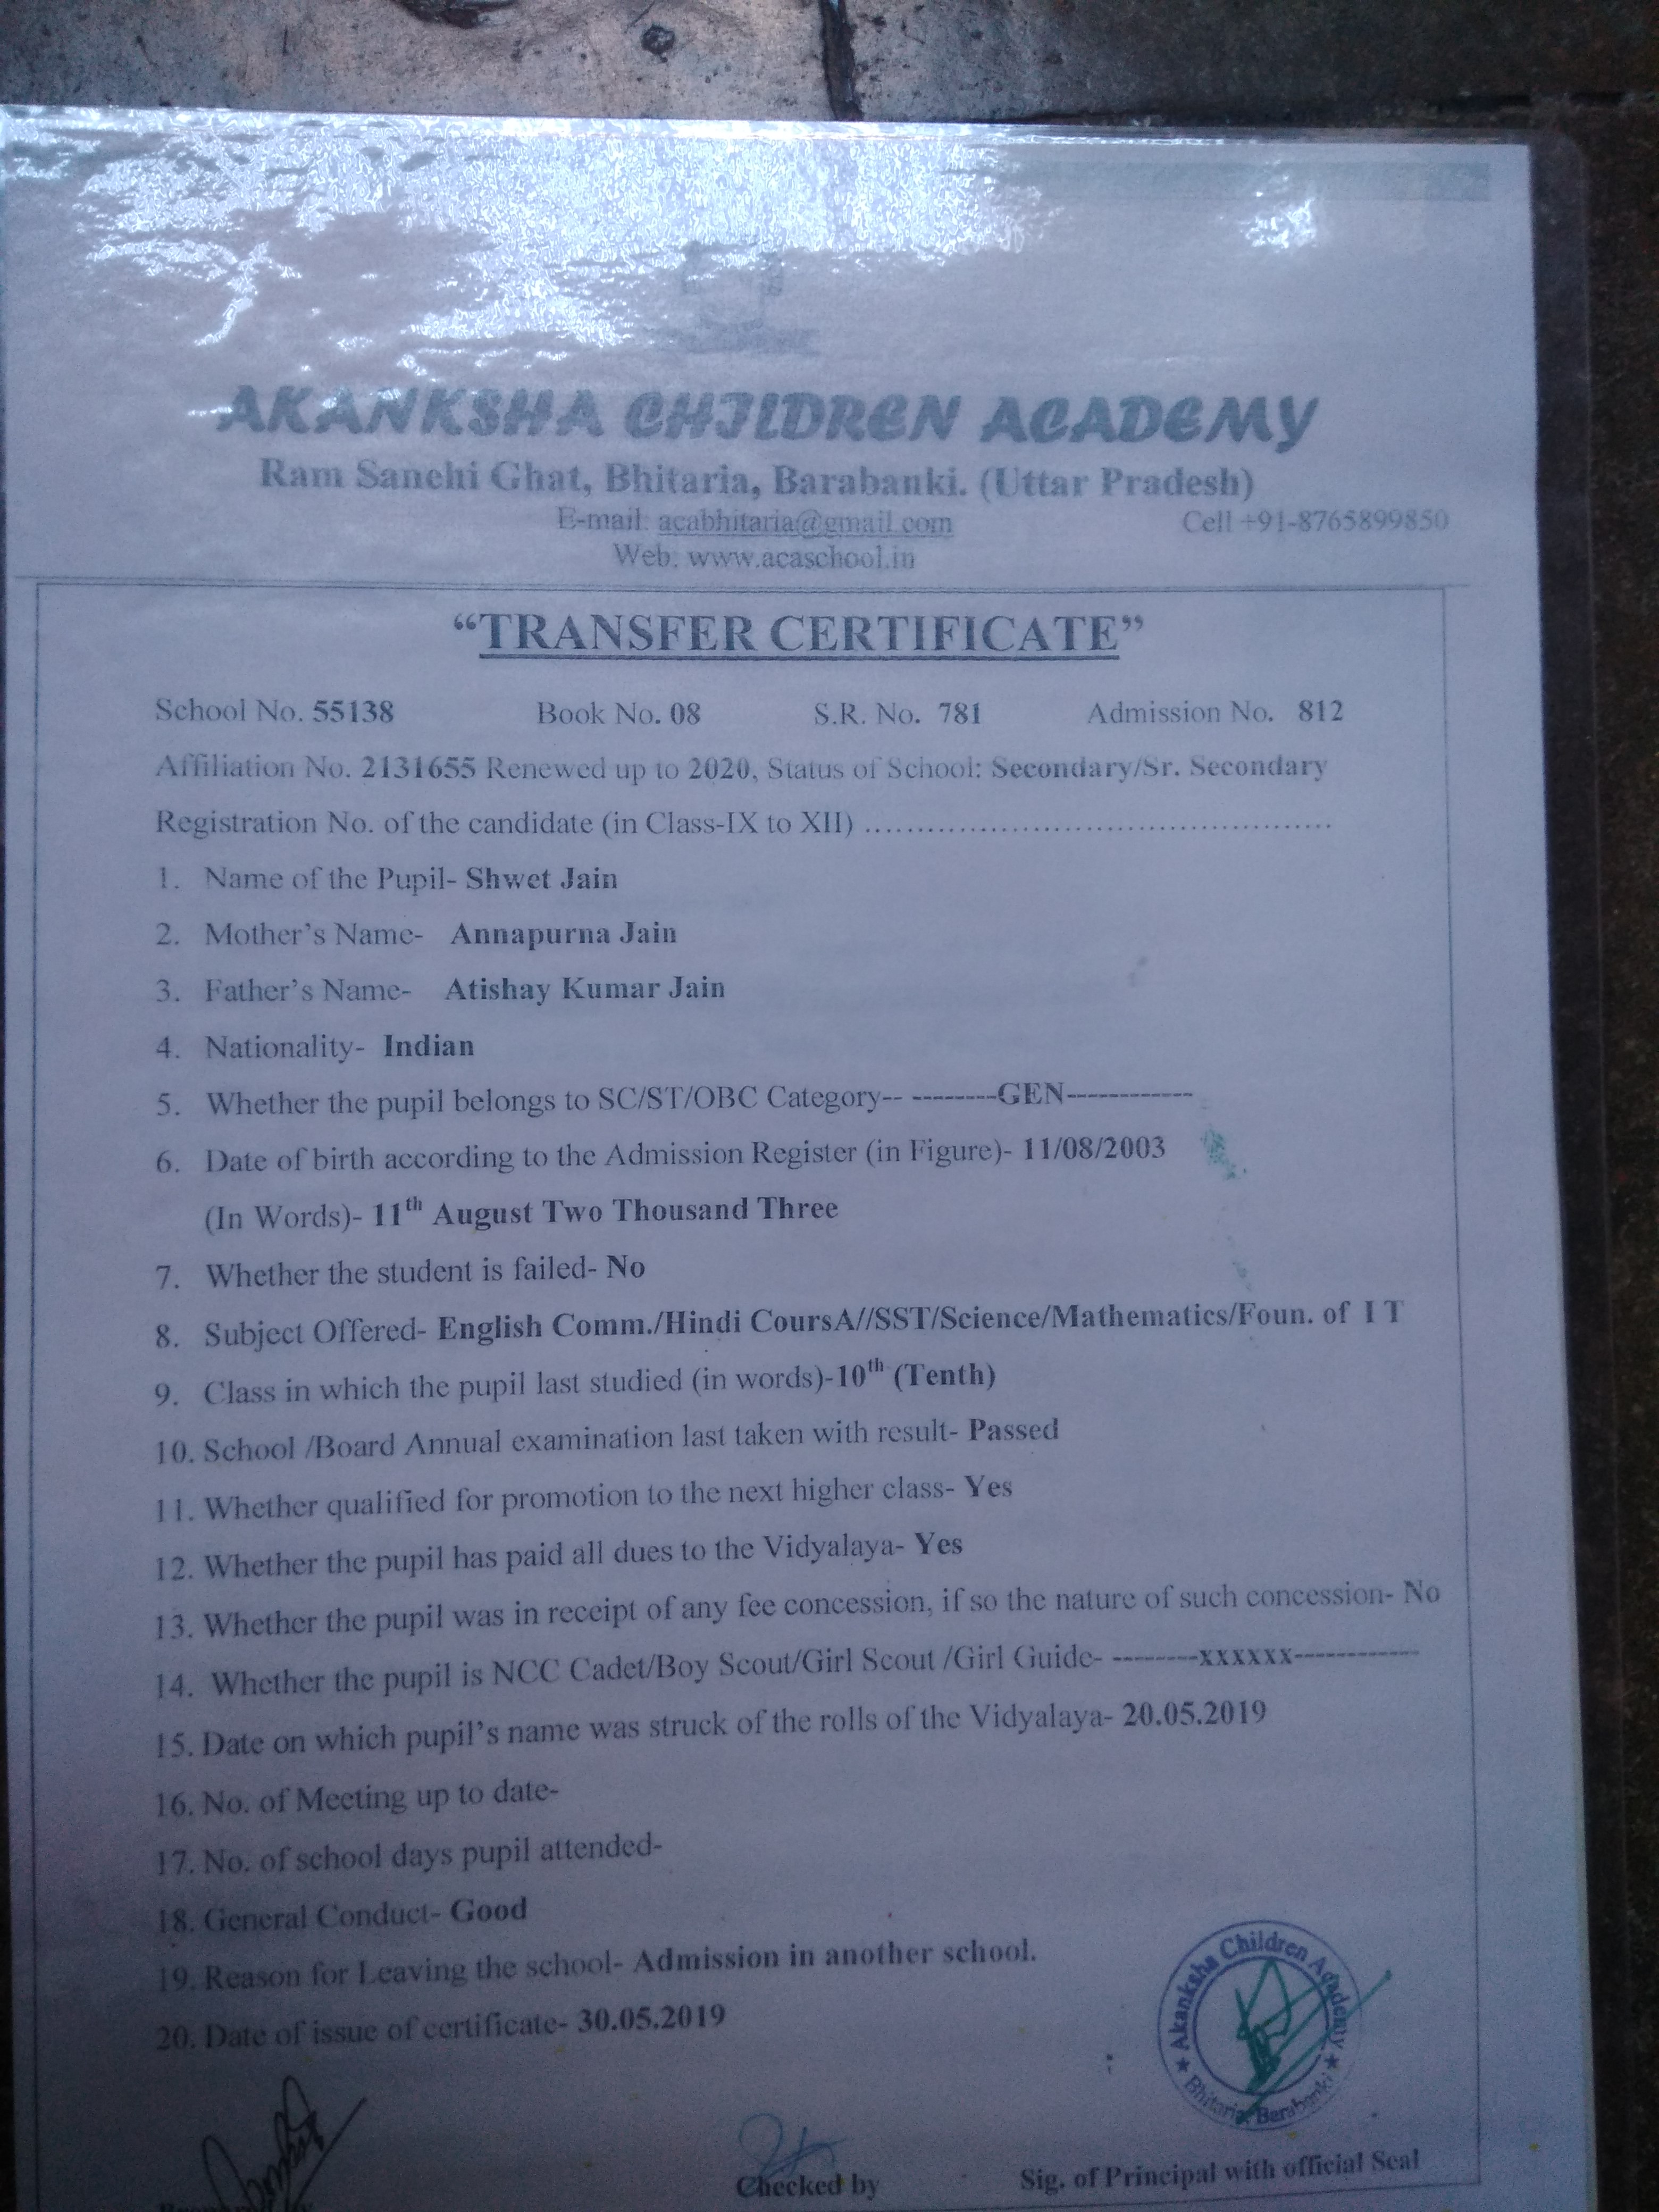 AKANKSHA CHILDREN ACADEMY
Ram Sanehi Ghat, Bhitaria, Barabanki. (Uttar Pradesh)
E-mail: acabhitaria@gmail.com Cell +91-8765899850
Web: www.acaschool.in
“TRANSFER CERTIFICATE”
School No. 55138 Book No. 08 S.R. No. 781 Admission No. 812
Affiliation No. 2131655 Renewed up to 2020, Status of School: Secondary/Sr. Secondary
Registration No. of the candidate (in Class-IX to XII) ................................................
1. Name of the Pupil- Shwet Jain
2. Mother's Name- Annapurna Jain
3. Father's Name- Atishay Kumar Jain
4. Nationality- Indian
5. Whether the pupil belongs to SC/ST/OBC Category-- --------GEN------------
6. Date of birth according to the Admission Register (in Figure)- 11/08/2003
(In Words)- 11th August Two Thousand Three
7. Whether the student is failed- No
8. Subject Offered- English Comm./Hindi CoursA//SST/Science/Mathematics/Foun. of I T
9. Class in which the pupil last studied (in words)-10th (Tenth)
10. School /Board Annual examination last taken with result- Passed
11. Whether qualified for promotion to the next higher class- Yes
12. Whether the pupil has paid all dues to the Vidyalaya- Yes
13. Whether the pupil was in receipt of any fee concession, if so the nature of such concession- No
14. Whether the pupil is NCC Cadet/Boy Scout/Girl Scout /Girl Guide- --------xxxxxx------------
15. Date on which pupil's name was struck of the rolls of the Vidyalaya- 20.05.2019
16. No. of Meeting up to date-
17. No. of school days pupil attended-
18. General Conduct- Good
19. Reason for Leaving the school- Admission in another school.
20. Date of issue of certificate- 30.05.2019
Akanksha Children Academy
★ Bhitaria, Barabanki ★
Checked by Sig. of Principal with official Seal